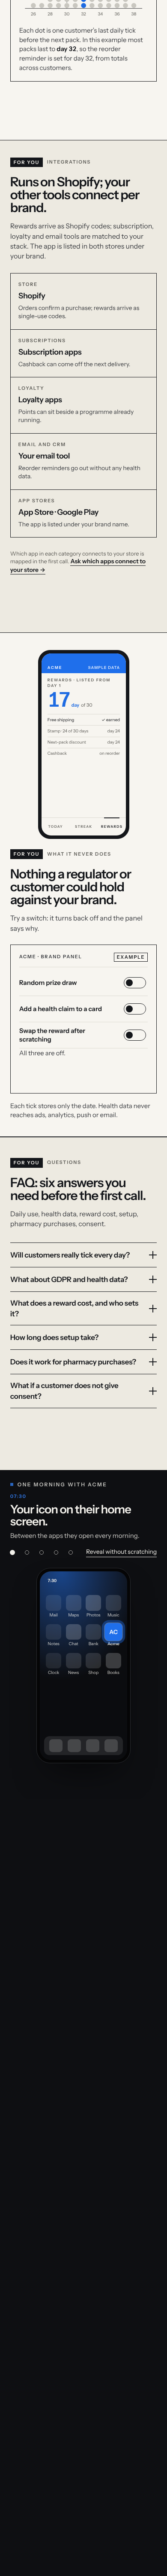 26 28 30 32 34 36 38
Each dot is one customer's last daily tick
before the next pack. In this example most
packs last to day 32, so the reorder
reminder is set for day 32, from totals
across customers.
FOR YOU INTEGRATIONS
Runs on Shopify; your
other tools connect per
brand.
Rewards arrive as Shopify codes; subscription,
loyalty and email tools are matched to your
stack. The app is listed in both stores under
your brand.
STORE
Shopify
Orders confirm a purchase; rewards arrive as
single-use codes.
SUBSCRIPTIONS
Subscription apps
Cashback can come off the next delivery.
LOYALTY
Loyalty apps
Points can sit beside a programme already
running.
EMAIL AND CRM
Your email tool
Reorder reminders go out without any health
data.
APP STORES
App Store · Google Play
The app is listed under your brand name.
Which app in each category connects to yours is
mapped in the first call. Ask which apps connect to
your store →
ACME SAMPLE DATA
REWARDS · LISTED FROM
DAY 1
17 day of 30
Free shipping ✓ earned
Stamp · 24 of 30 days day 24
Next-pack discount day 24
Cashback on reorder
TODAY STREAK REWARDS
FOR YOU WHAT IT NEVER DOES
Nothing a regulator or
customer could hold
against your brand.
Try a switch: it turns back off and the panel
says why.
ACME · BRAND PANEL EXAMPLE
Random prize draw
Add a health claim to a card
Swap the reward after
scratching
All three are off.
Each tick stores only the date. Health data never
reaches ads, analytics, push or email.
FOR YOU QUESTIONS
FAQ: six answers you
need before the first call.
Daily use, health data, reward cost, setup,
pharmacy purchases, consent.
Will customers really tick every day?
What about GDPR and health data?
What does a reward cost, and who sets
it?
How long does setup take?
Does it work for pharmacy purchases?
What if a customer does not give
consent?
ONE MORNING WITH ACME
07:30
Your icon on their home
screen.
Between the apps they open every morning.
Reveal without scratching
7:30
Mail Maps Photos Music
AC
Notes Chat Bank Acme
Clock News Shop Books